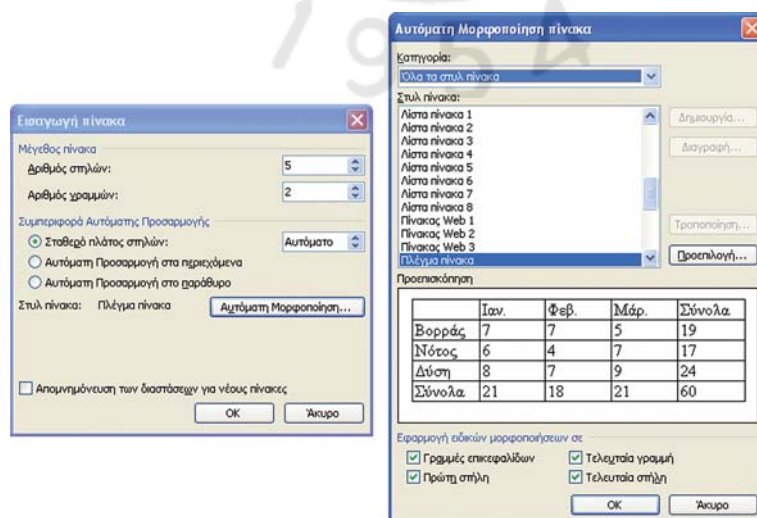 1954
Εισαγωγή πίνακα
Μέγεθος πίνακα
Αριθμός στηλών: 5
Αριθμός γραμμών: 2
Συμπεριφορά Αυτόματης Προσαρμογής
Σταθερό πλάτος στηλών: Αυτόματο
Αυτόματη Προσαρμογή στα περιεχόμενα
Αυτόματη Προσαρμογή στο παράθυρο
Στυλ πίνακα: Πλέγμα πίνακα Αυτόματη Μορφοποίηση...
Απομνημόνευση των διαστάσεων για νέους πίνακες
OK Άκυρο
Αυτόματη Μορφοποίηση πίνακα
Κατηγορία:
Όλα τα στυλ πίνακα
Στυλ πίνακα:
Λίστα πίνακα 1
Λίστα πίνακα 2
Λίστα πίνακα 3
Λίστα πίνακα 4
Λίστα πίνακα 5
Λίστα πίνακα 6
Λίστα πίνακα 7
Λίστα πίνακα 8
Πίνακας Web 1
Πίνακας Web 2
Πίνακας Web 3
Πλέγμα πίνακα
Δημιουργία...
Διαγραφή...
Τροποποίηση...
Προεπιλογή...
Προεπισκόπηση
Ιαν. Φεβ. Μάρ. Σύνολα
Βορράς 7 7 5 19
Νότος 6 4 7 17
Δύση 8 7 9 24
Σύνολα 21 18 21 60
Εφαρμογή ειδικών μορφοποιήσεων σε
Γραμμές επικεφαλίδων Τελευταία γραμμή
Πρώτη στήλη Τελευταία στήλη
OK Άκυρο